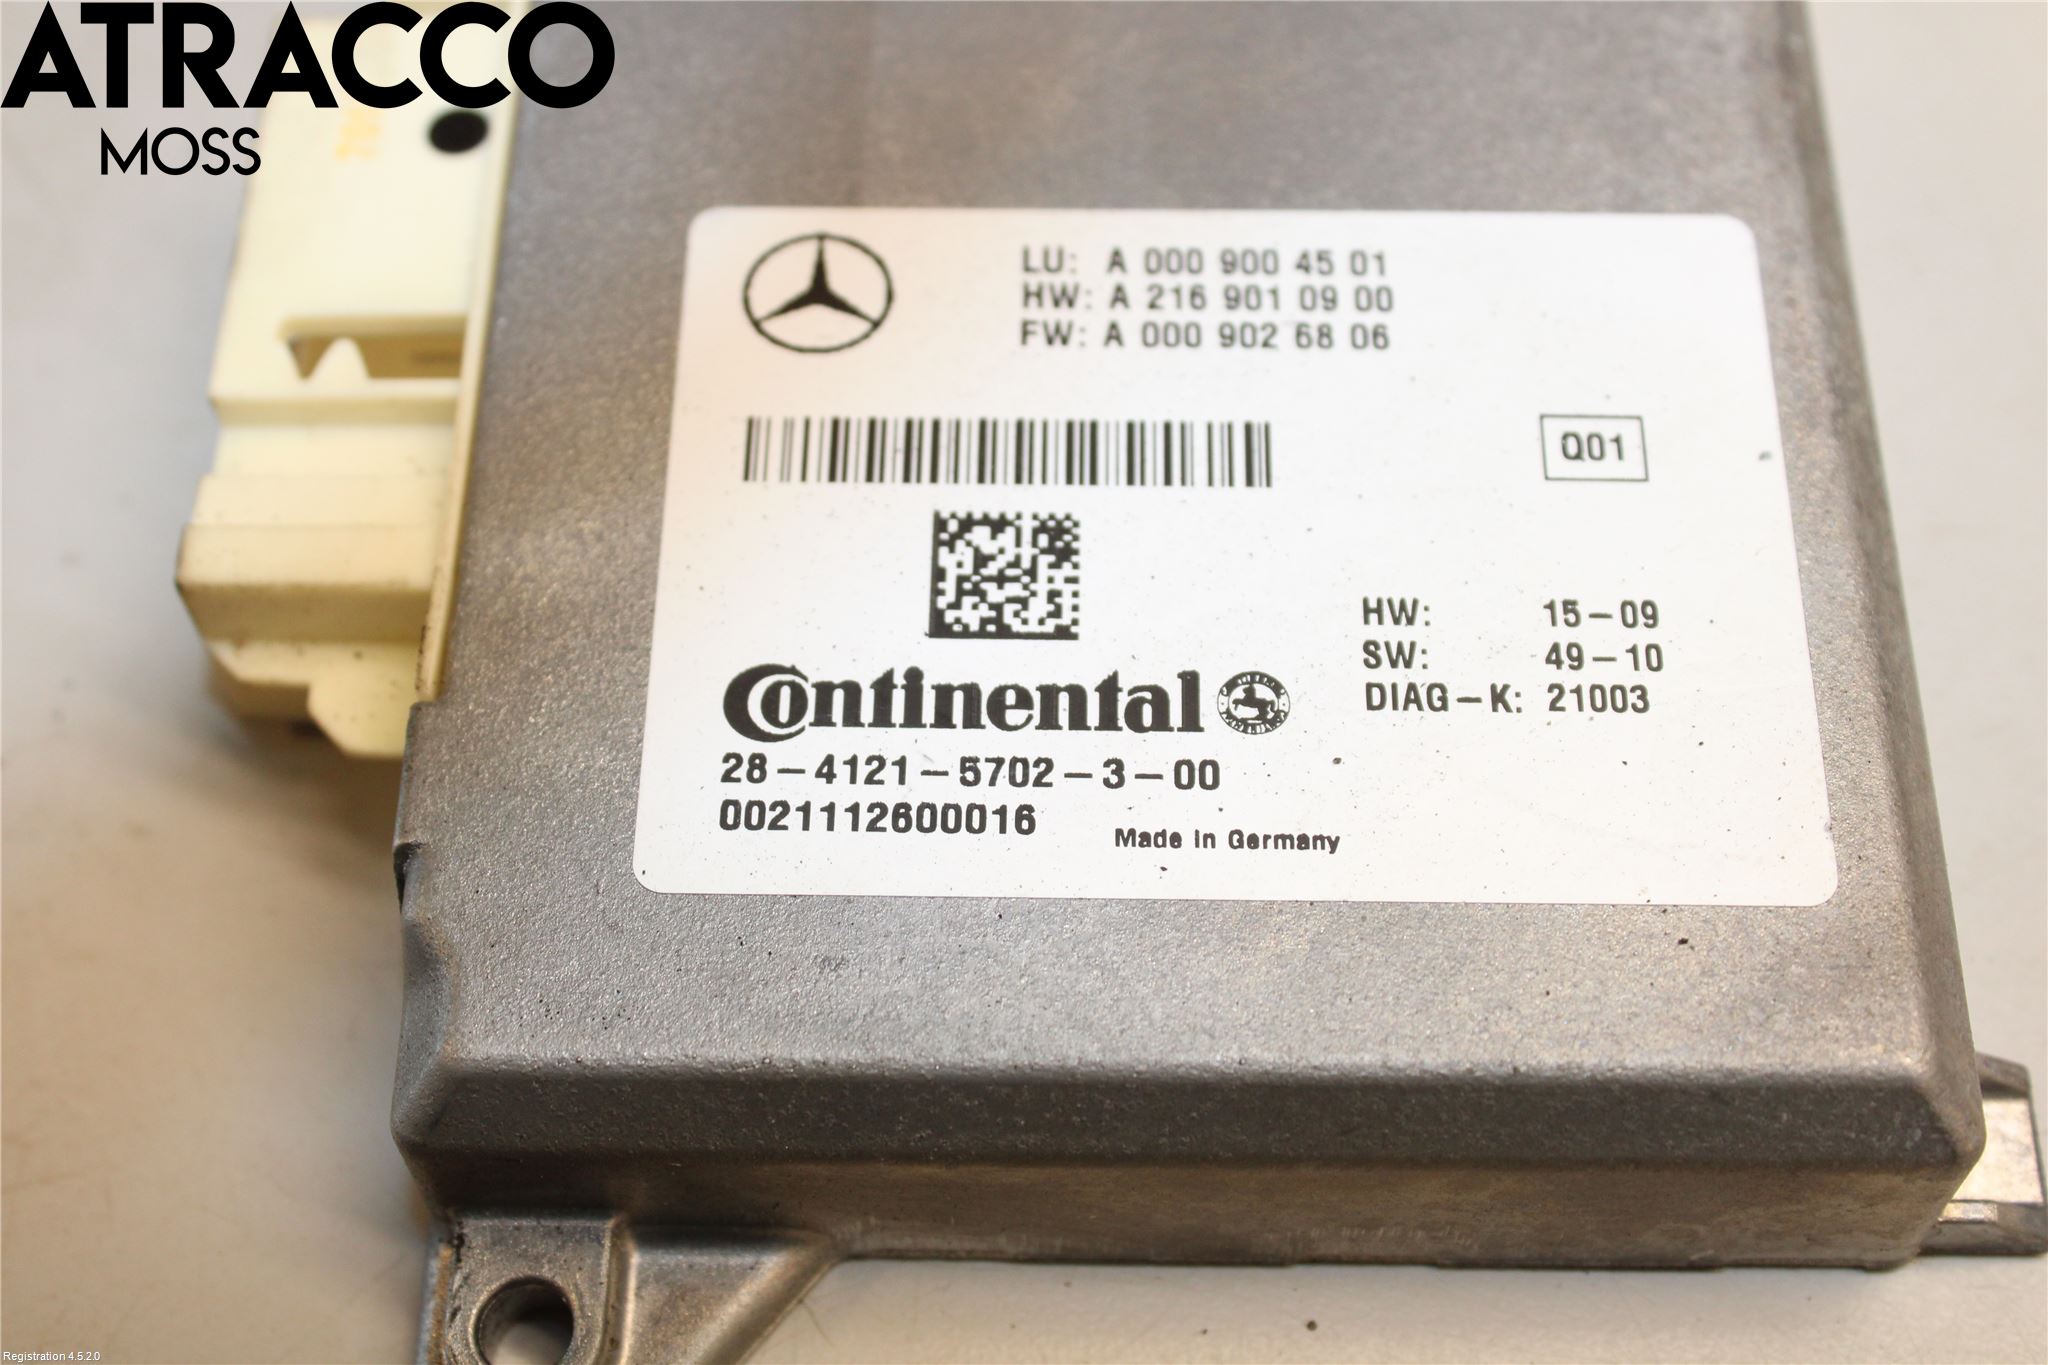 ATRACCO
MOSS
LU: A 000 900 45 01
HW: A 216 901 09 00
FW: A 000 902 68 06
Q01
HW: 15-09
SW: 49-10
DIAG-K: 21003
Continental
28-4121-5702-3-00
0021112600016
Made in Germany
Registration 4.5.2.0